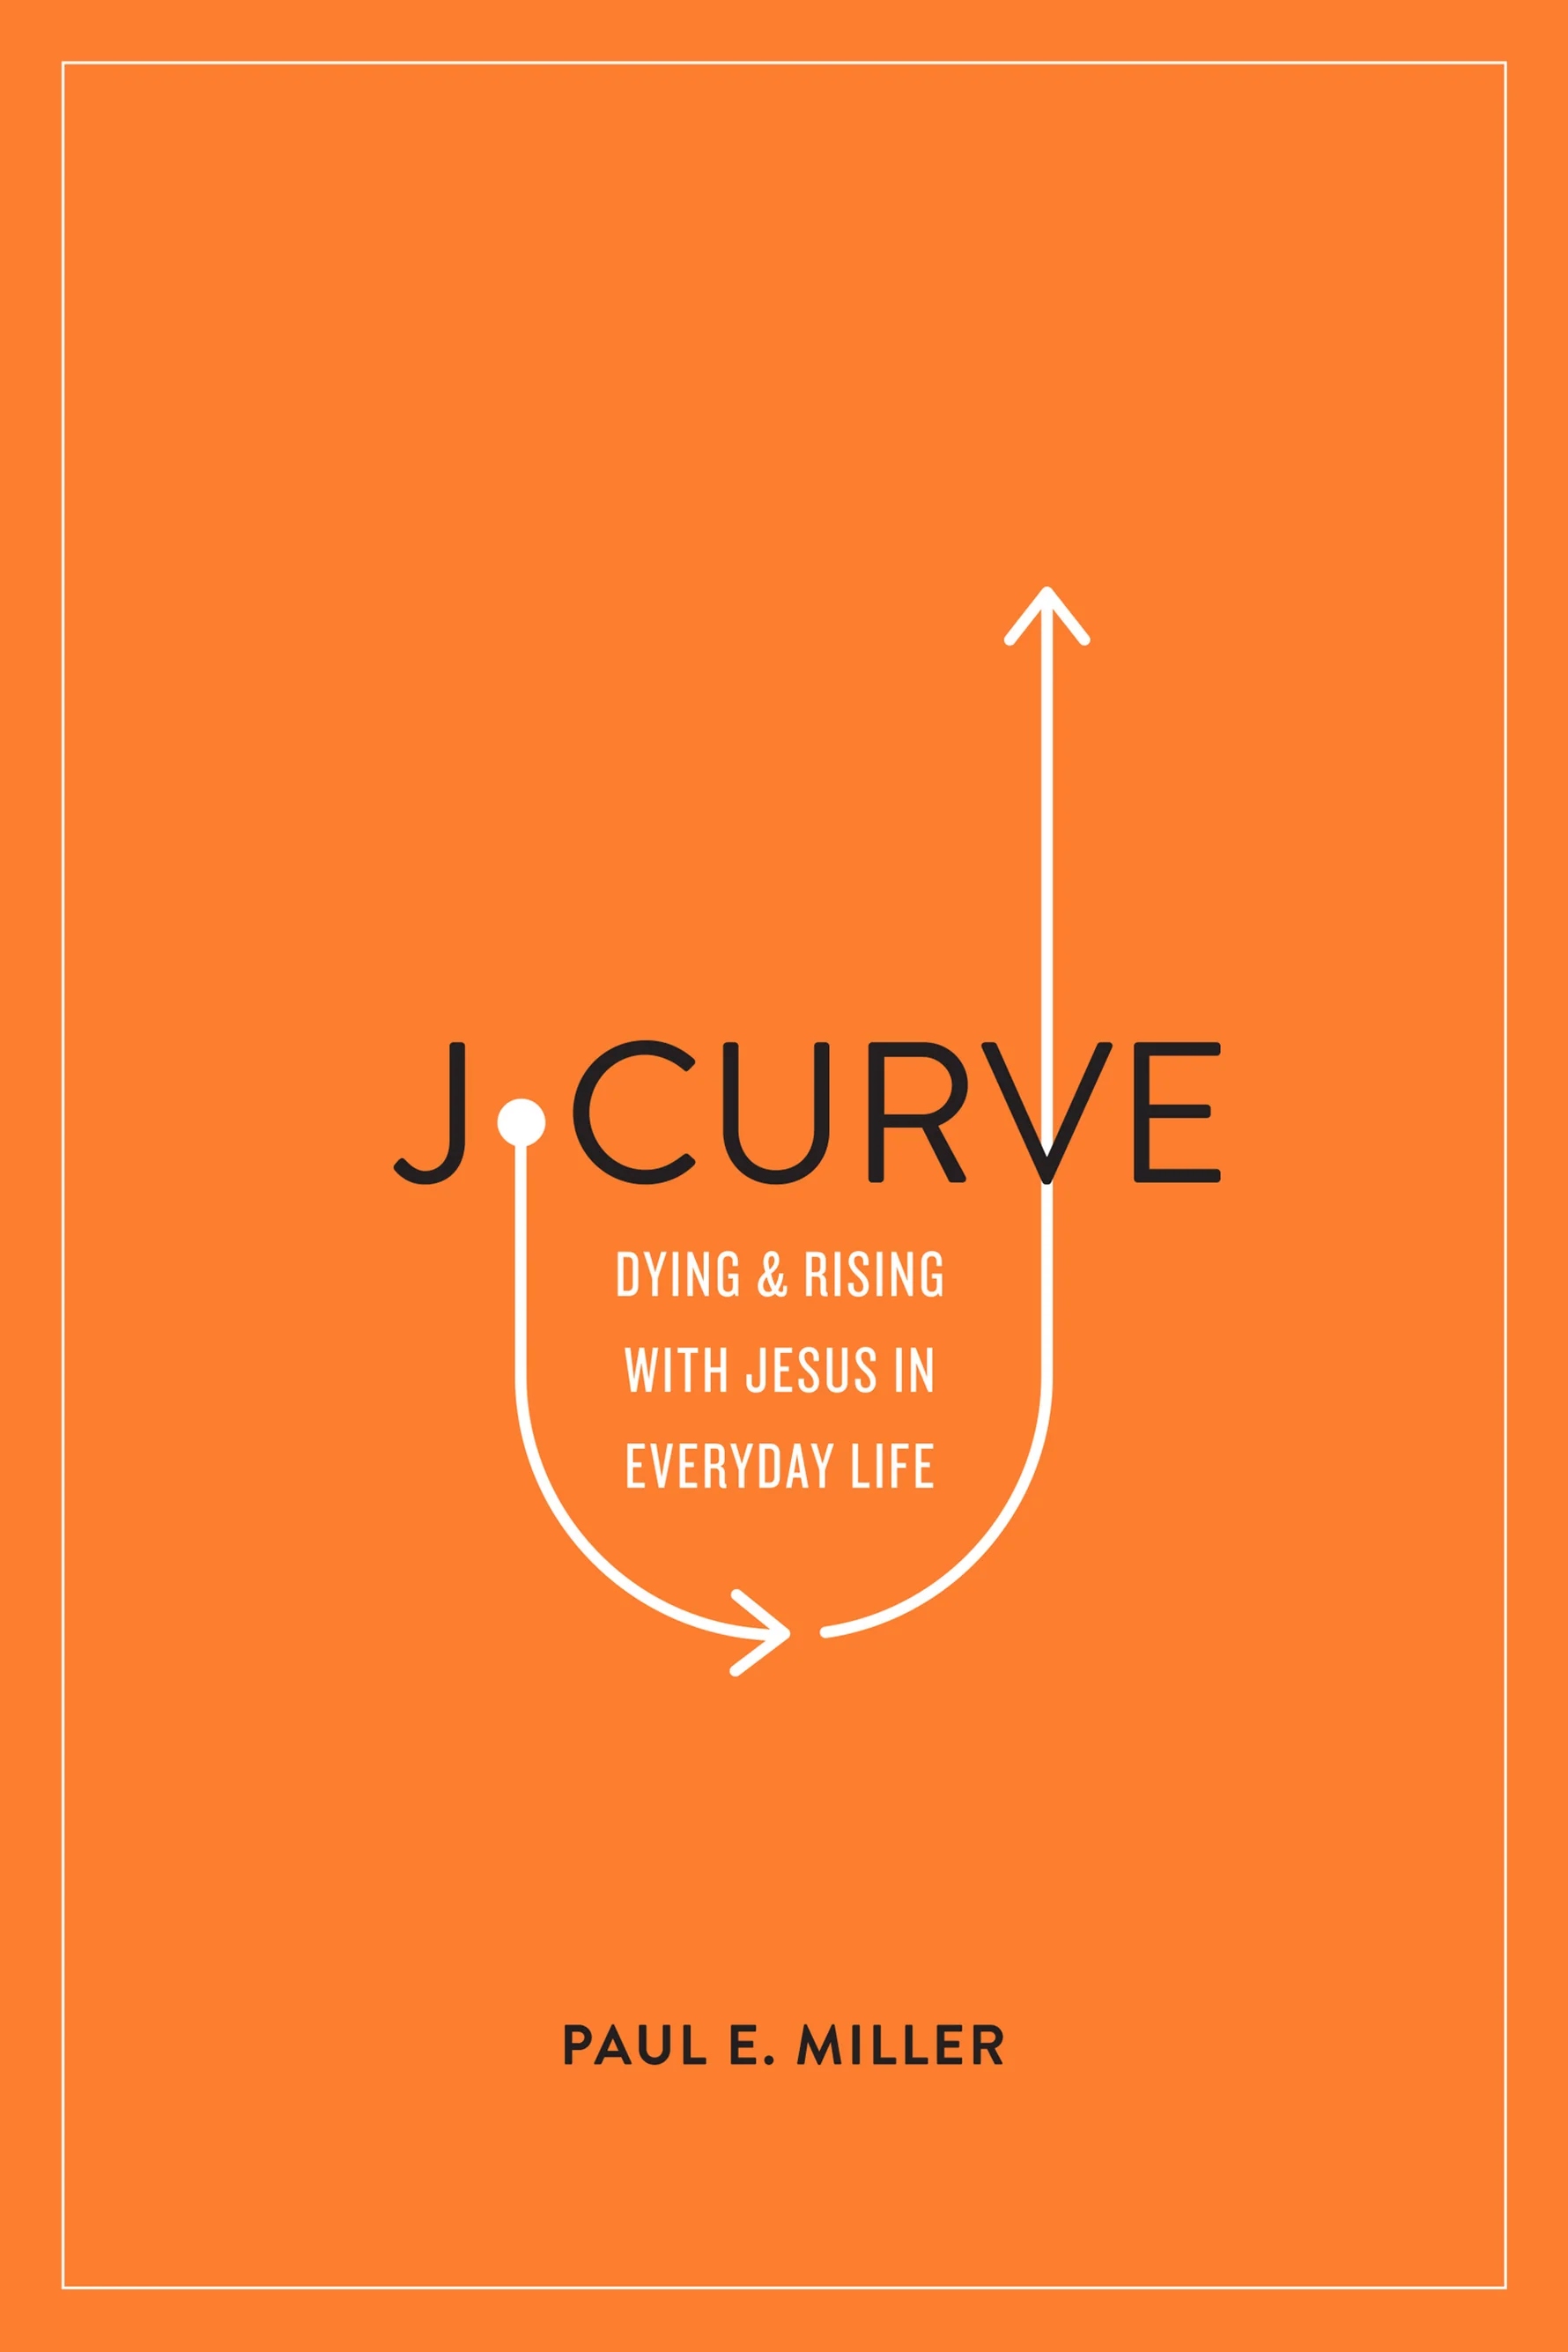 J CURVE
DYING & RISING
WITH JESUS IN
EVERYDAY LIFE
PAUL E. MILLER